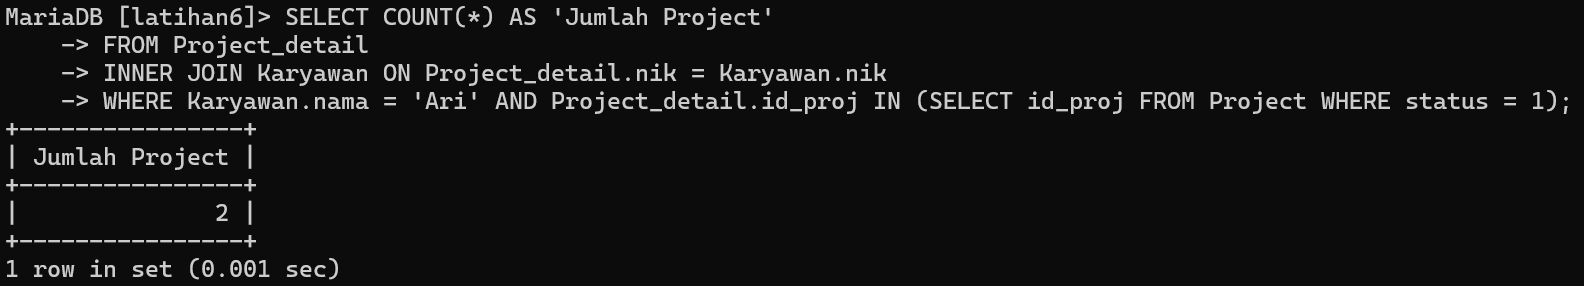 MariaDB [latihan6]> SELECT COUNT(*) AS 'Jumlah Project'
    -> FROM Project_detail
    -> INNER JOIN Karyawan ON Project_detail.nik = Karyawan.nik
    -> WHERE Karyawan.nama = 'Ari' AND Project_detail.id_proj IN (SELECT id_proj FROM Project WHERE status = 1);
+----------------+
| Jumlah Project |
+----------------+
|              2 |
+----------------+
1 row in set (0.001 sec)